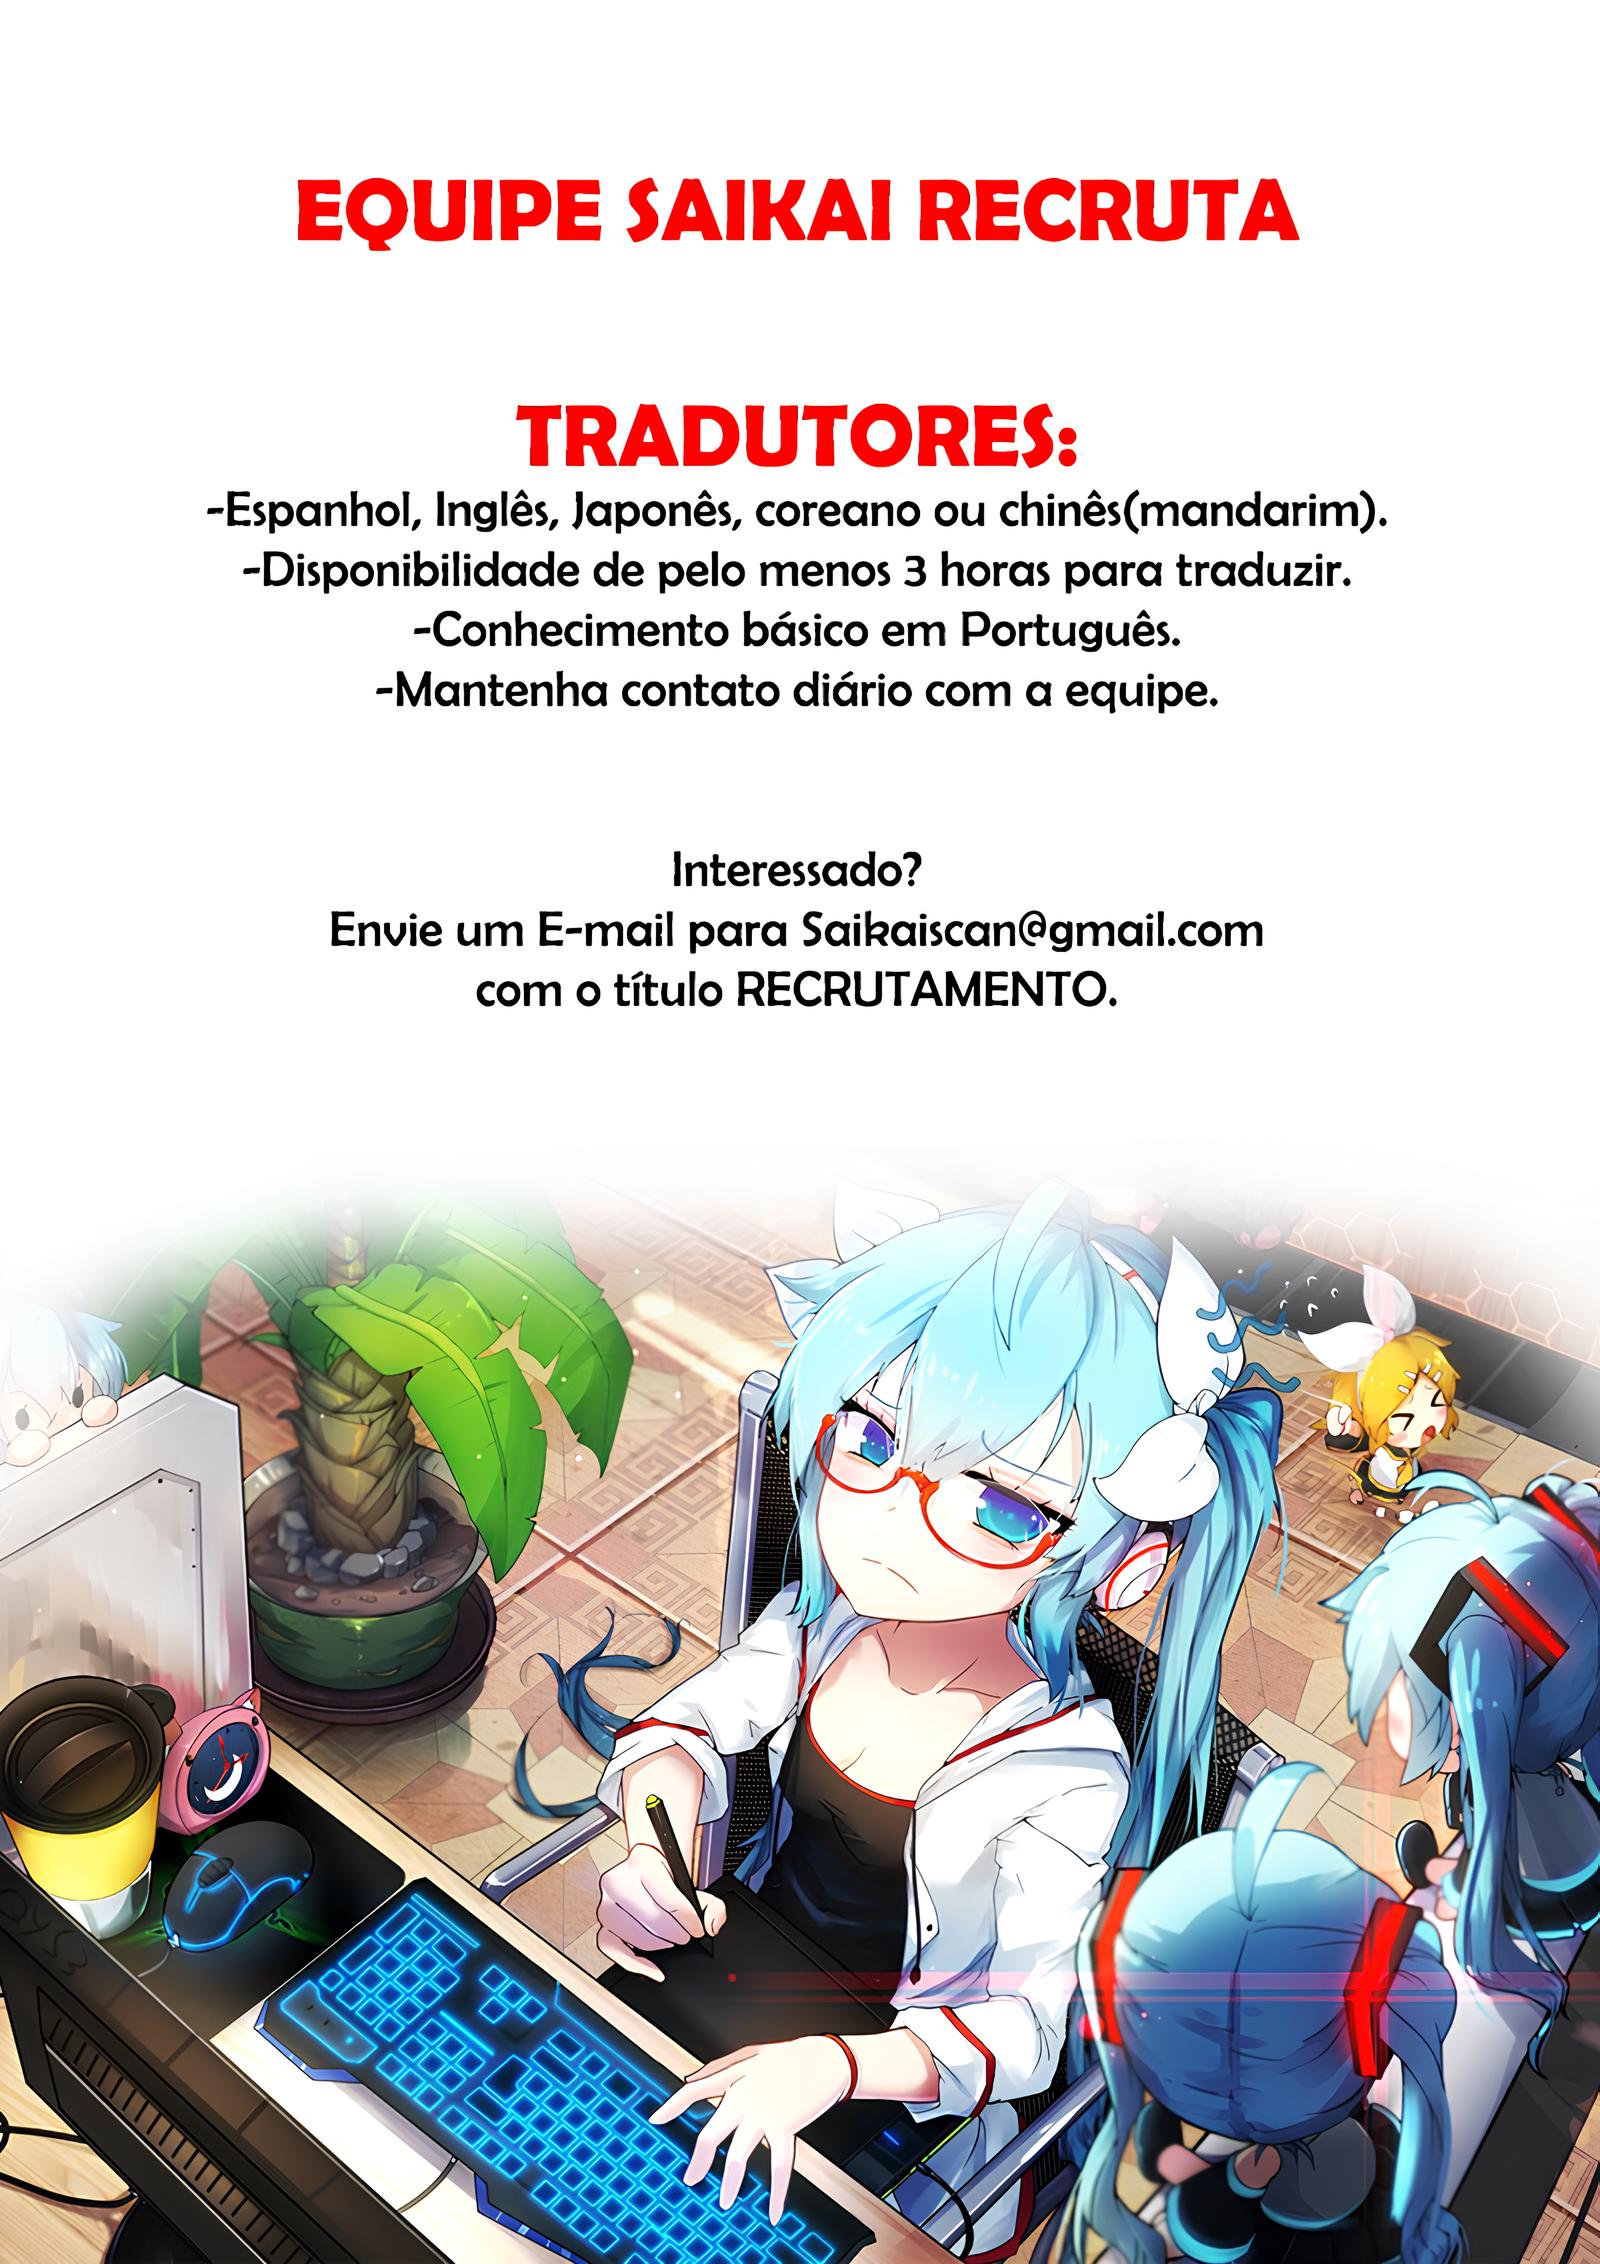 EQUIPE SAIKAI RECRUTA
TRADUTORES:
-Espanhol, Inglês, Japonês, coreano ou chinês(mandarim).
-Disponibilidade de pelo menos 3 horas para traduzir.
-Conhecimento básico em Português.
-Mantenha contato diário com a equipe.
Interessado?
Envie um E-mail para Saikaiscan@gmail.com
com o título RECRUTAMENTO.